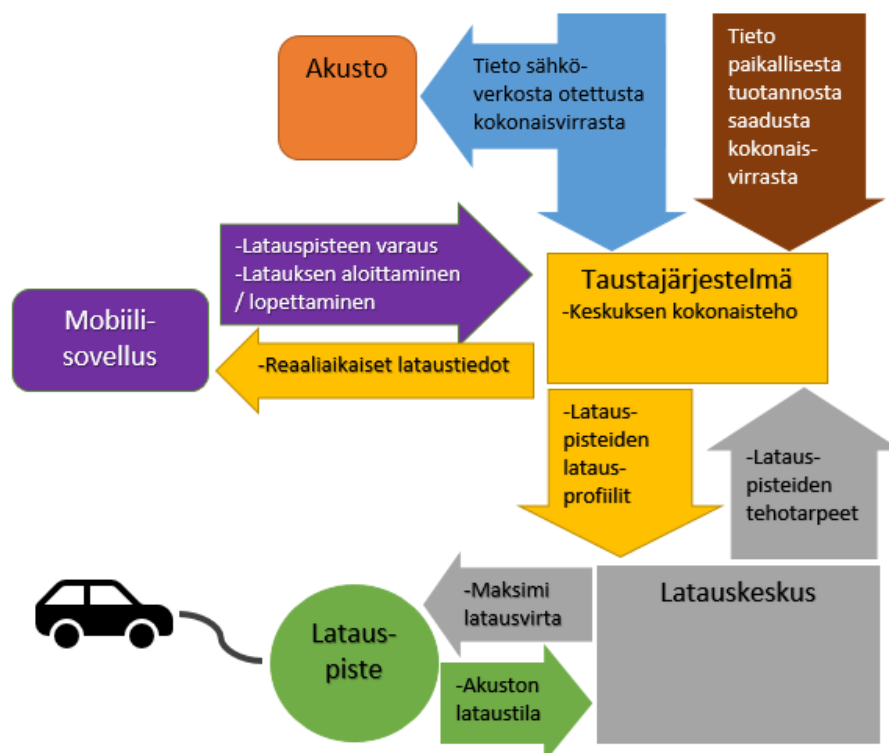 Akusto
Tieto sähkö-
verkosta otettusta
kokonaisvirrasta
Tieto
paikallisesta
tuotannosta
saadusta
kokonais-
virrasta
-Latauspisteen varaus
-Latauksen aloittaminen
/ lopettaminen
Taustajärjestelmä
-Keskuksen kokonaisteho
Mobiili-
sovellus
-Reaaliaikaiset lataustiedot
-Lataus-
pisteiden
lataus-
profiilit
-Lataus-
pisteiden
tehotarpeet
-Maksimi
latausvirta
Latauskeskus
Lataus-
piste
-Akuston
lataustila